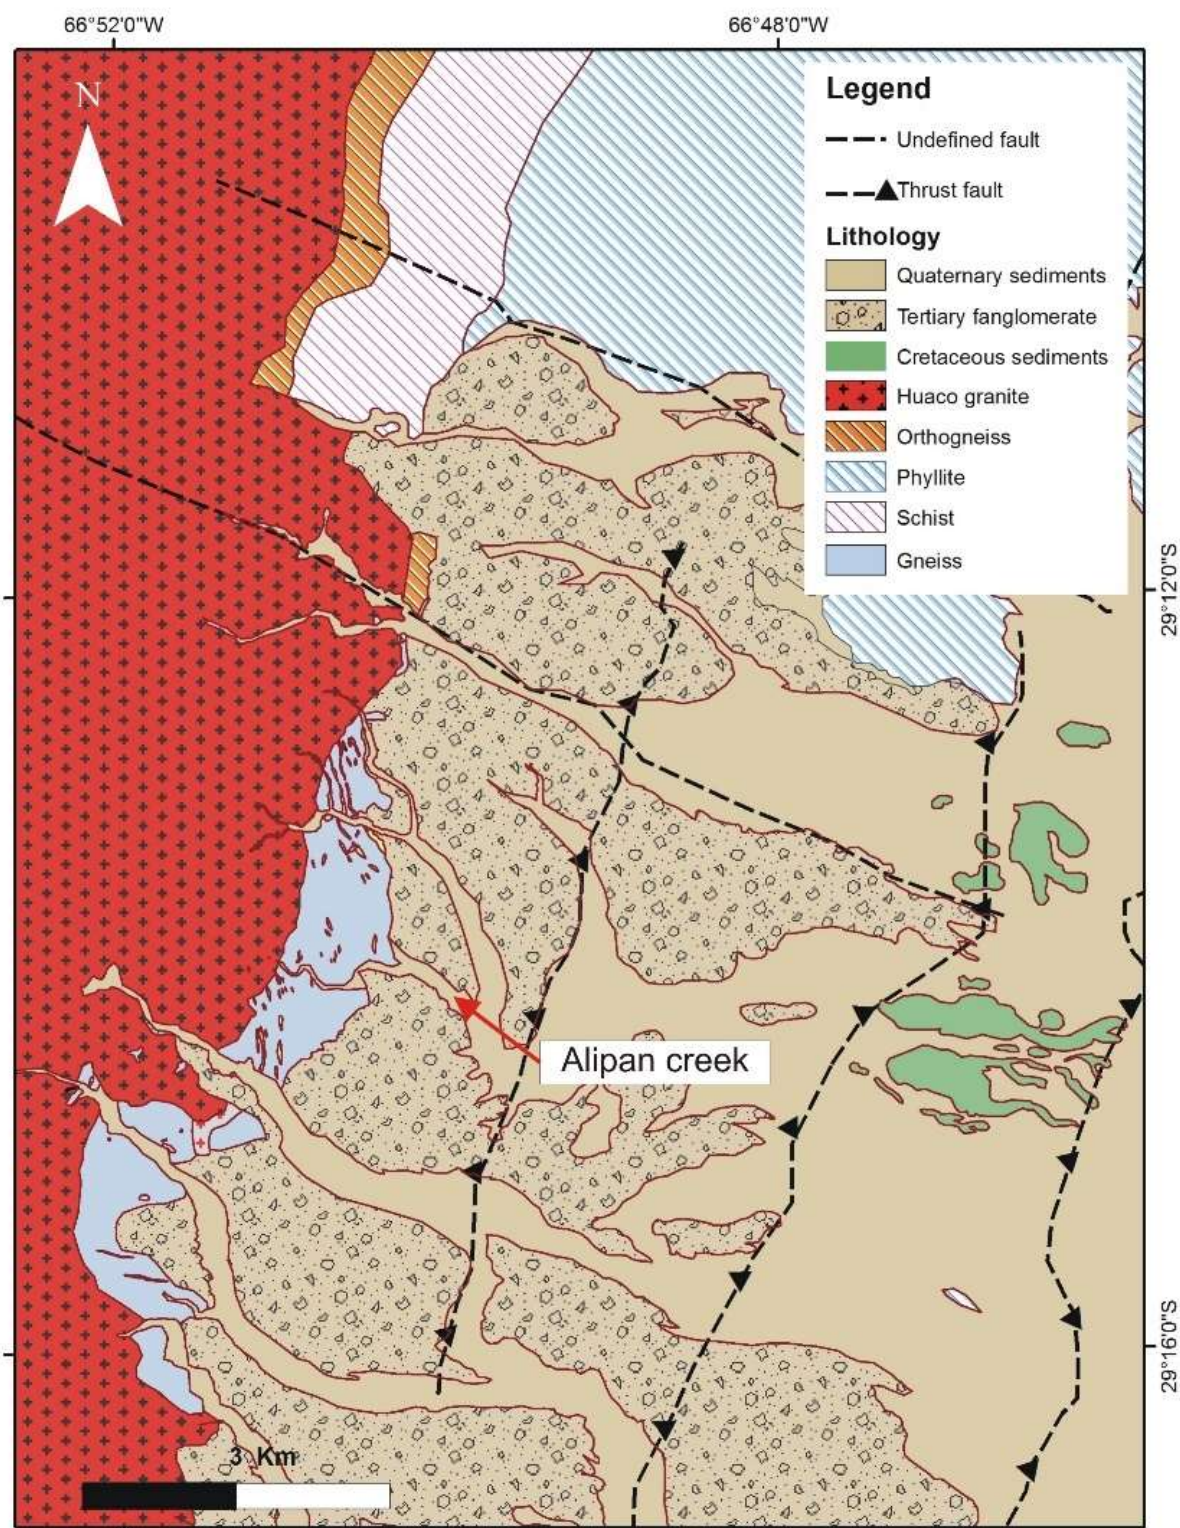 66°52'0"W
66°48'0"W
N
Legend
Undefined fault
Thrust fault
Lithology
Quaternary sediments
Tertiary fanglomerate
Cretaceous sediments
Huaco granite
Orthogneiss
Phyllite
Schist
Gneiss
29°12'0"S
Alipan creek
29°16'0"S
3 Km